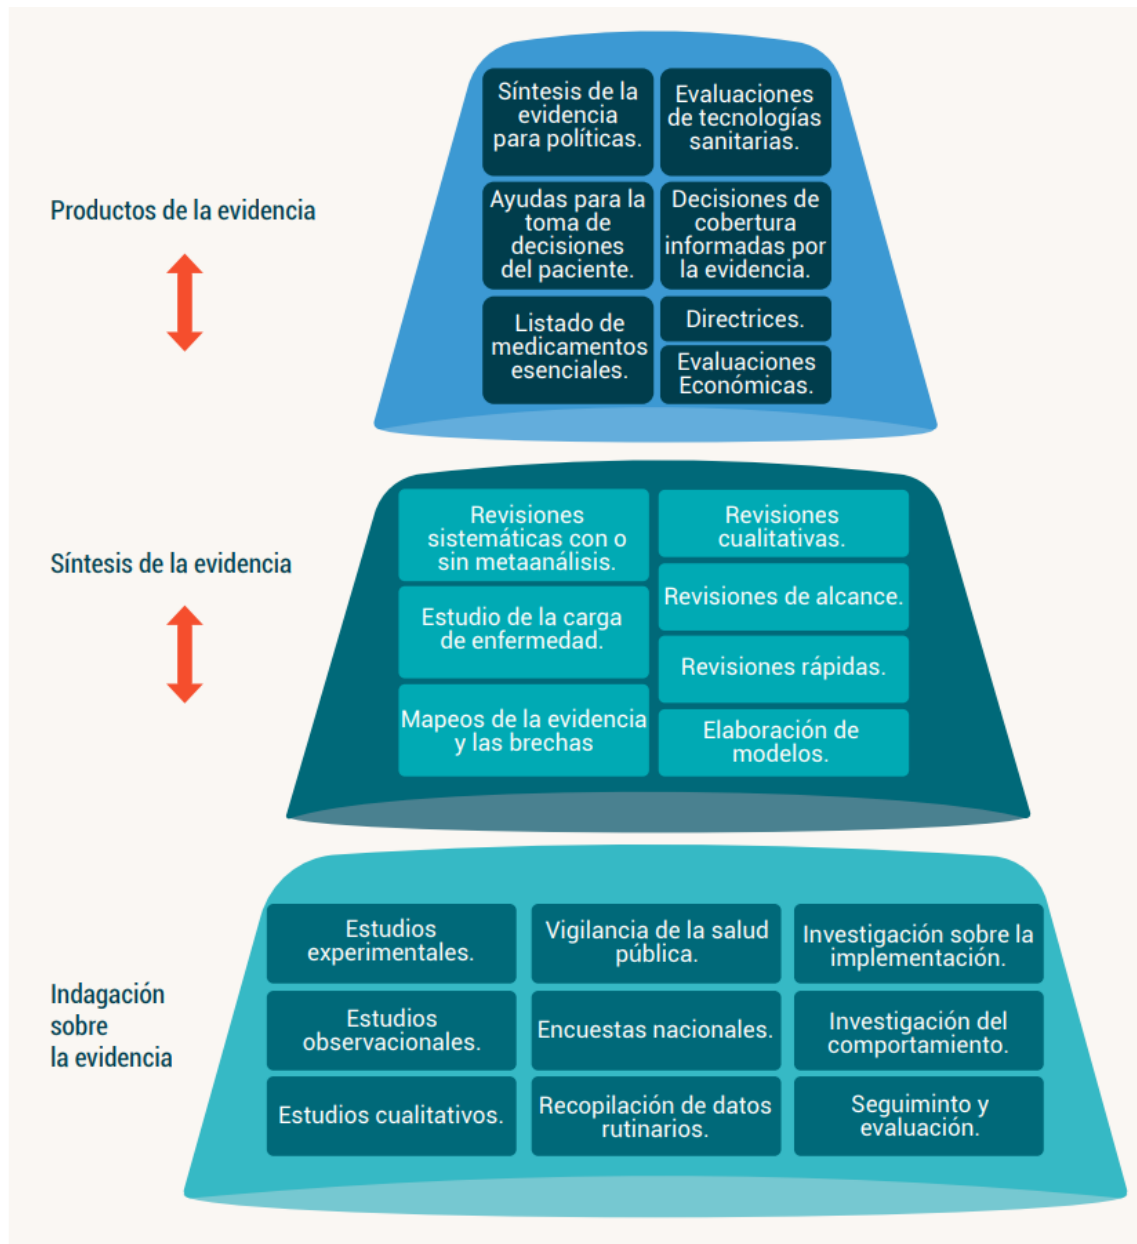 Síntesis de la
evidencia
para políticas.
Evaluaciones
de tecnologías
sanitarias.
Productos de la evidencia
Ayudas para la
toma de
decisiones
del paciente.
Decisiones de
cobertura
informadas por
la evidencia.
Listado de
medicamentos
esenciales.
Directrices.
Evaluaciones
Económicas.
Síntesis de la evidencia
Revisiones
sistemáticas con o
sin metaanálisis.
Revisiones
cualitativas.
Estudio de la carga
de enfermedad.
Revisiones de alcance.
Revisiones rápidas.
Mapeos de la evidencia
y las brechas
Elaboración de
modelos.
Indagación
sobre
la evidencia
Estudios
experimentales.
Vigilancia de la salud
pública.
Investigación sobre la
implementación.
Estudios
observacionales.
Encuestas nacionales.
Investigación del
comportamiento.
Estudios cualitativos.
Recopilación de datos
rutinarios.
Seguiminto y
evaluación.